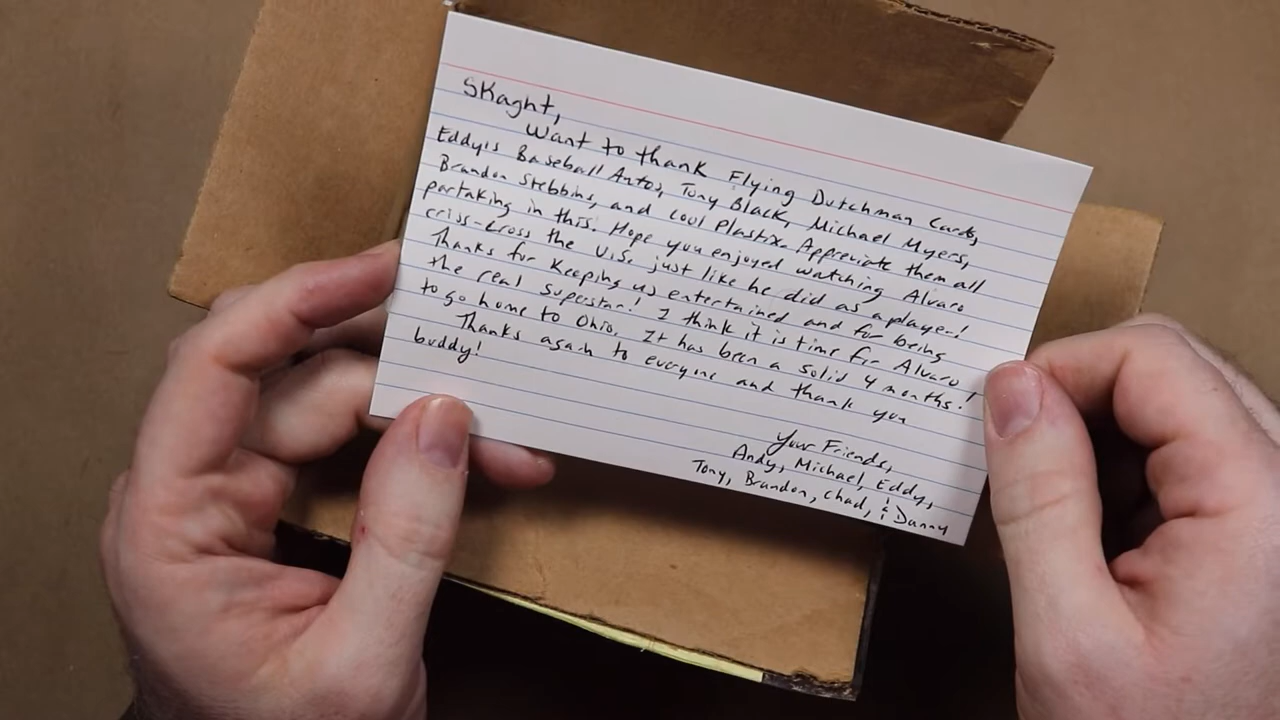 SKaght,
Want to thank Flying Dutchman Cards,
Eddy's Baseball Autos, Tony Black, Michael Myers,
Brandon Stebbins, and Cool Plastix. Appreciate them all
partaking in this. Hope you enjoyed watching Alvaro
criss-cross the U.S. just like he did as a player!
Thanks for keeping us entertained and for being
the real Superstar! I think it is time for Alvaro
to go home to Ohio. It has been a solid 4 months!
Thanks again to everyone and thank you
buddy!
Your Friends,
Andy, Michael, Eddy,
Tony, Brandon, Chad, & Danny